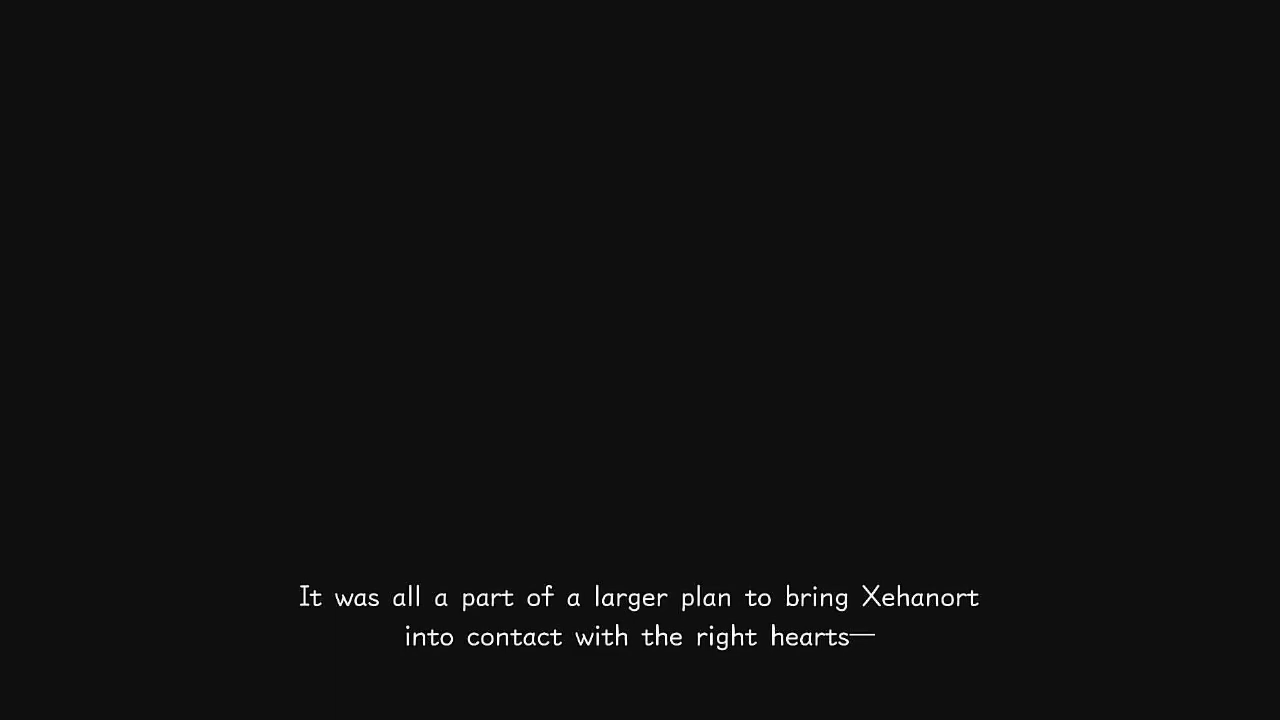 It was all a part of a larger plan to bring Xehanort
into contact with the right hearts—